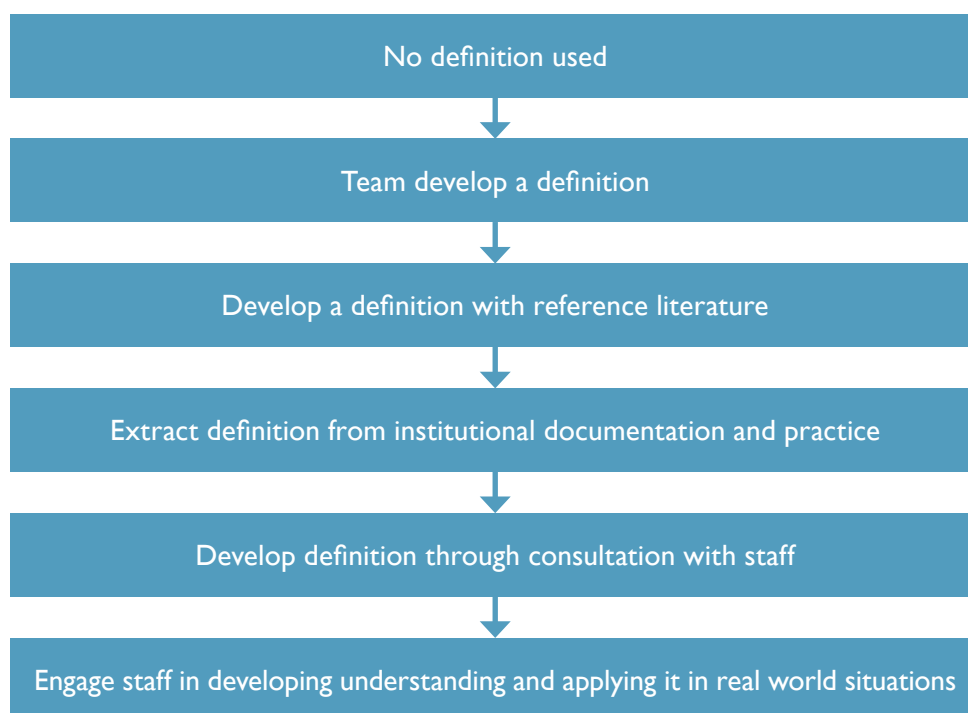 No definition used
Team develop a definition
Develop a definition with reference literature
Extract definition from institutional documentation and practice
Develop definition through consultation with staff
Engage staff in developing understanding and applying it in real world situations